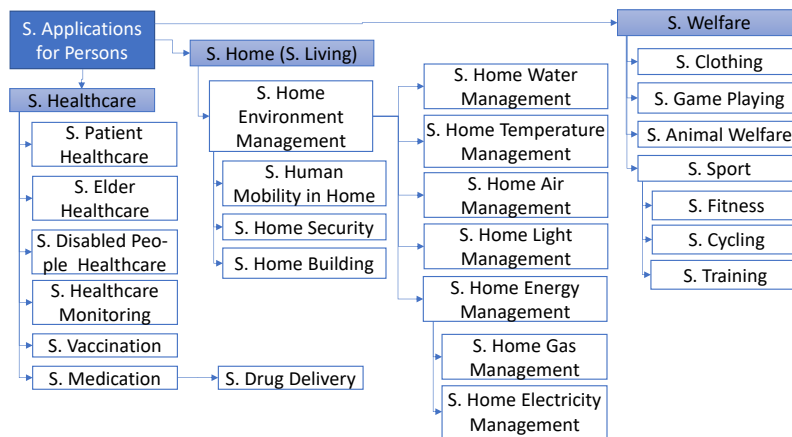 S. Applications
for Persons
S. Healthcare
S. Patient
Healthcare
S. Elder
Healthcare
S. Disabled Peo-
ple Healthcare
S. Healthcare
Monitoring
S. Vaccination
S. Medication
S. Drug Delivery
S. Home (S. Living)
S. Home
Environment
Management
S. Human
Mobility in Home
S. Home Security
S. Home Building
S. Home Water
Management
S. Home Temperature
Management
S. Home Air
Management
S. Home Light
Management
S. Home Energy
Management
S. Home Gas
Management
S. Home Electricity
Management
S. Welfare
S. Clothing
S. Game Playing
S. Animal Welfare
S. Sport
S. Fitness
S. Cycling
S. Training